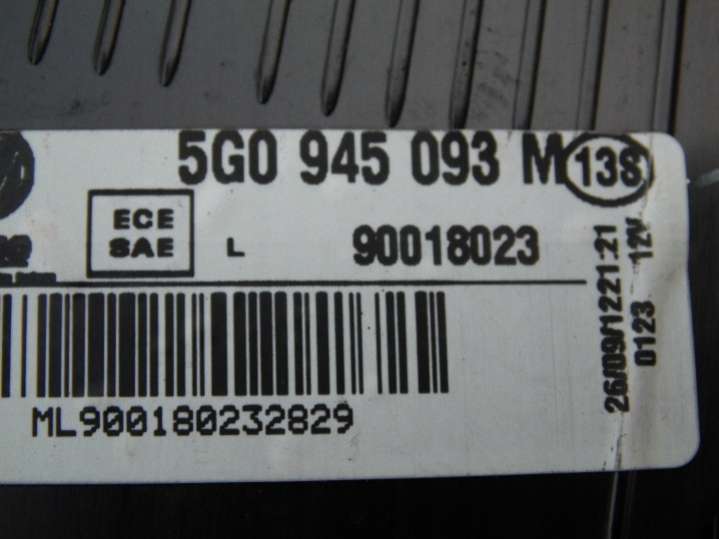 5G0 945 093 M 138
ECE
SAE L 90018023
26/09/12 21:21
0123 12V
ML900180232829